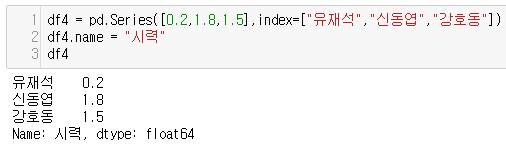 1 df4 = pd.Series([0.2,1.8,1.5],index=["유재석","신동엽","강호동"])
2 df4.name = "시력"
3 df4
유재석    0.2
신동엽    1.8
강호동    1.5
Name: 시력, dtype: float64